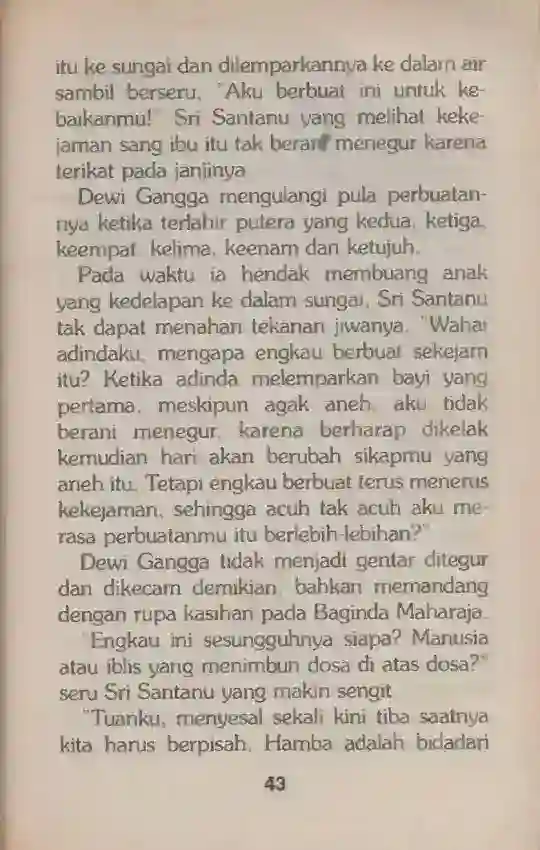 itu ke sungai dan dilemparkannya ke dalam air
sambil berseru, "Aku berbuat ini untuk ke-
baikanmu!" Sri Santanu yang melihat keke-
jaman sang ibu itu tak berani menegur karena
terikat pada janjinya
Dewi Gangga mengulangi pula perbuatan-
nya ketika terlahir putera yang kedua, ketiga,
keempat, kelima, keenam dan ketujuh.
Pada waktu ia hendak membuang anak
yang kedelapan ke dalam sungai, Sri Santanu
tak dapat menahan tekanan jiwanya. "Wahai
adindaku, mengapa engkau berbuat sekejam
itu? Ketika adinda melemparkan bayi yang
pertama, meskipun agak aneh, aku tidak
berani menegur, karena berharap dikelak
kemudian hari akan berubah sikapmu yang
aneh itu. Tetapi engkau berbuat terus menerus
kekejaman, sehingga acuh tak acuh aku me-
rasa perbuatanmu itu berlebih-lebihan?"
Dewi Gangga tidak menjadi gentar ditegur
dan dikecam demikian, bahkan memandang
dengan rupa kasihan pada Baginda Maharaja.
"Engkau ini sesungguhnya siapa? Manusia
atau iblis yang menimbun dosa di atas dosa?"
seru Sri Santanu yang makin sengit
"Tuanku, menyesal sekali kini tiba saatnya
kita harus berpisah. Hamba adalah bidadari
43